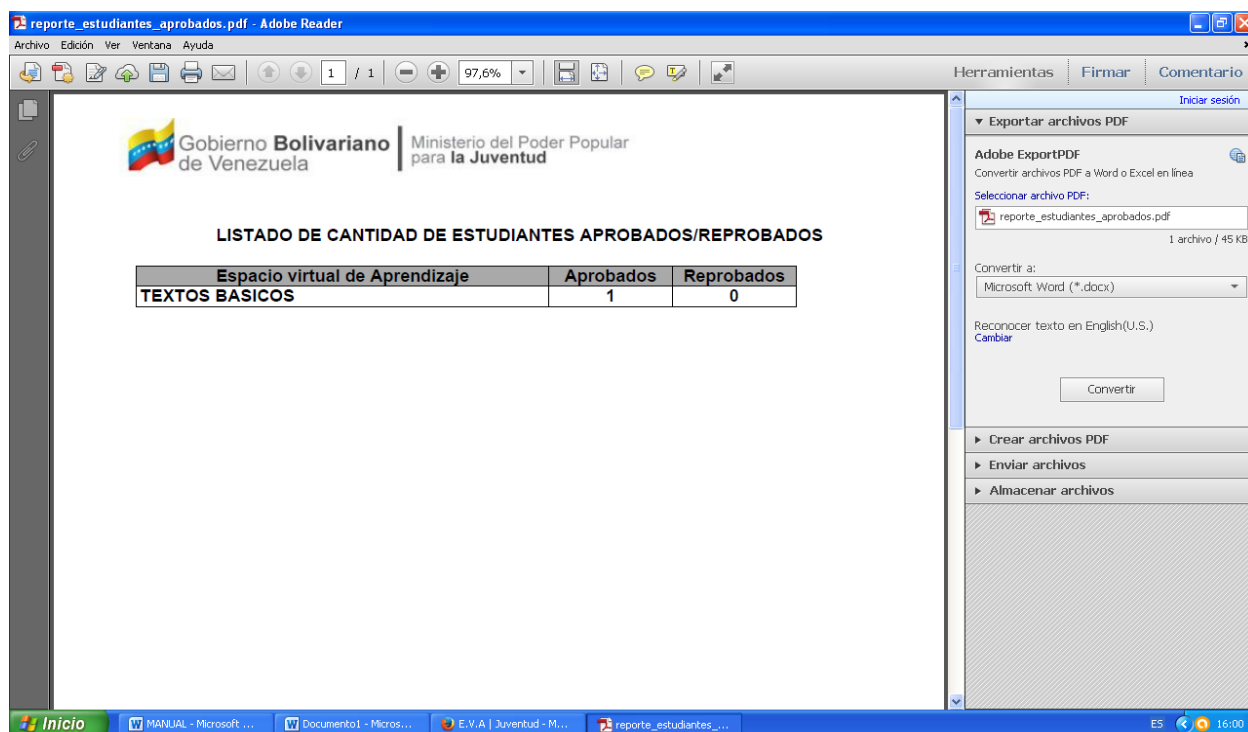 reporte_estudiantes_aprobados.pdf - Adobe Reader
Archivo Edición Ver Ventana Ayuda
1 / 1 97,6% Herramientas Firmar Comentario
Iniciar sesión
Gobierno Bolivariano
de Venezuela
Ministerio del Poder Popular
para la Juventud
LISTADO DE CANTIDAD DE ESTUDIANTES APROBADOS/REPROBADOS
Espacio virtual de Aprendizaje Aprobados Reprobados
TEXTOS BASICOS 1 0
Exportar archivos PDF
Adobe ExportPDF
Convertir archivos PDF a Word o Excel en línea
Seleccionar archivo PDF:
reporte_estudiantes_aprobados.pdf
1 archivo / 45 KB
Convertir a:
Microsoft Word (*.docx)
Reconocer texto en English(U.S.)
Cambiar
Convertir
Crear archivos PDF
Enviar archivos
Almacenar archivos
Inicio MANUAL - Microsoft ... Documento1 - Micros... E.V.A | Juventud - M... reporte_estudiantes_... ES 16:00